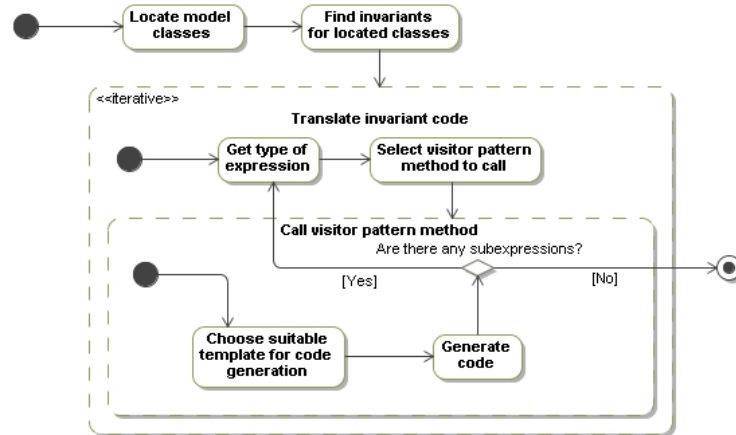 Locate model
classes
Find invariants
for located classes
<<iterative>>
Translate invariant code
Get type of
expression
Select visitor pattern
method to call
Call visitor pattern method
Are there any subexpressions?
[Yes]
[No]
Choose suitable
template for code
generation
Generate
code